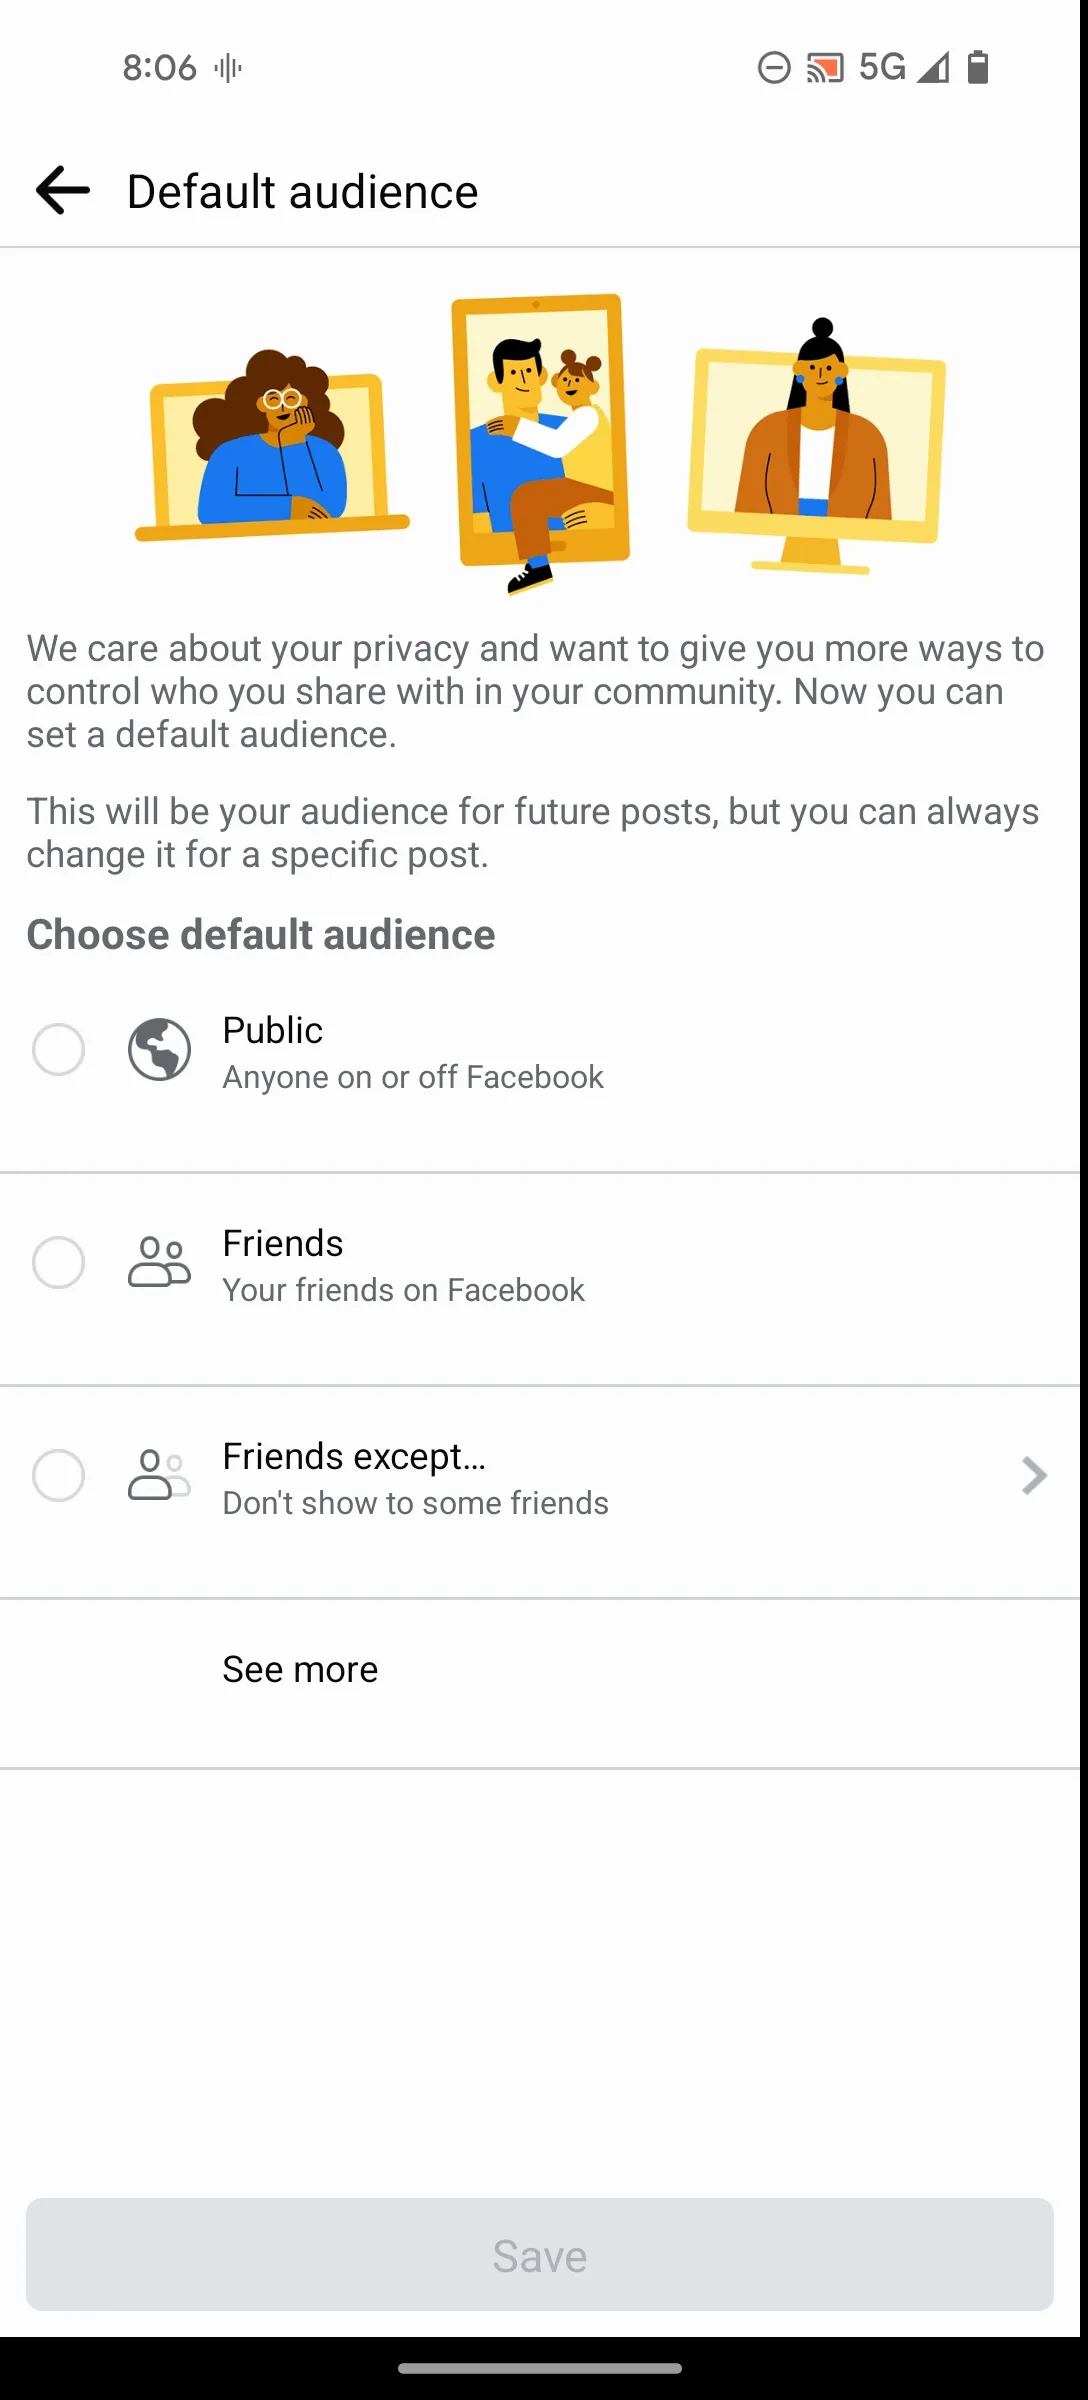 8:06
5G
Default audience
We care about your privacy and want to give you more ways to
control who you share with in your community. Now you can
set a default audience.
This will be your audience for future posts, but you can always
change it for a specific post.
Choose default audience
Public
Anyone on or off Facebook
Friends
Your friends on Facebook
Friends except...
Don't show to some friends
See more
Save